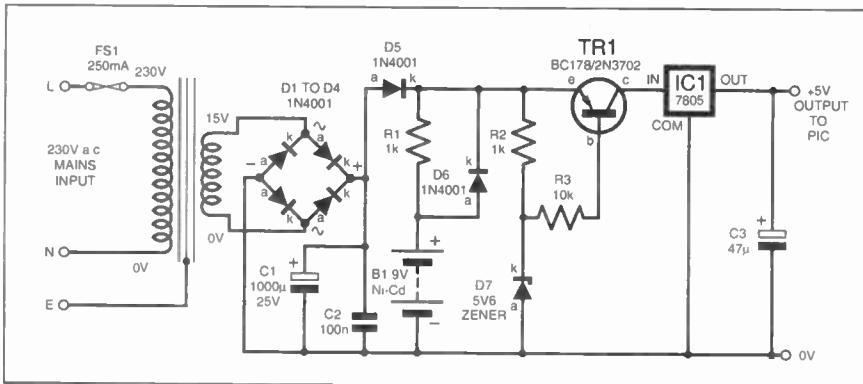 FS1
250mA
230V
L
230V a c
MAINS
INPUT
N
0V
E
15V
0V
D1 TO D4
1N4001
~
a
k
a
k
−
+
a
k
a
k
~
C1
1000µ
25V
+
C2
100n
D5
1N4001
a
k
R1
1k
D6
1N4001
k
a
+
B1 9V
Ni-Cd
−
R2
1k
R3
10k
D7
5V6
ZENER
k
a
TR1
BC178/2N3702
e
c
b
IN
IC1
7805
OUT
COM
+5V
OUTPUT
TO
PIC
+
C3
47µ
0V